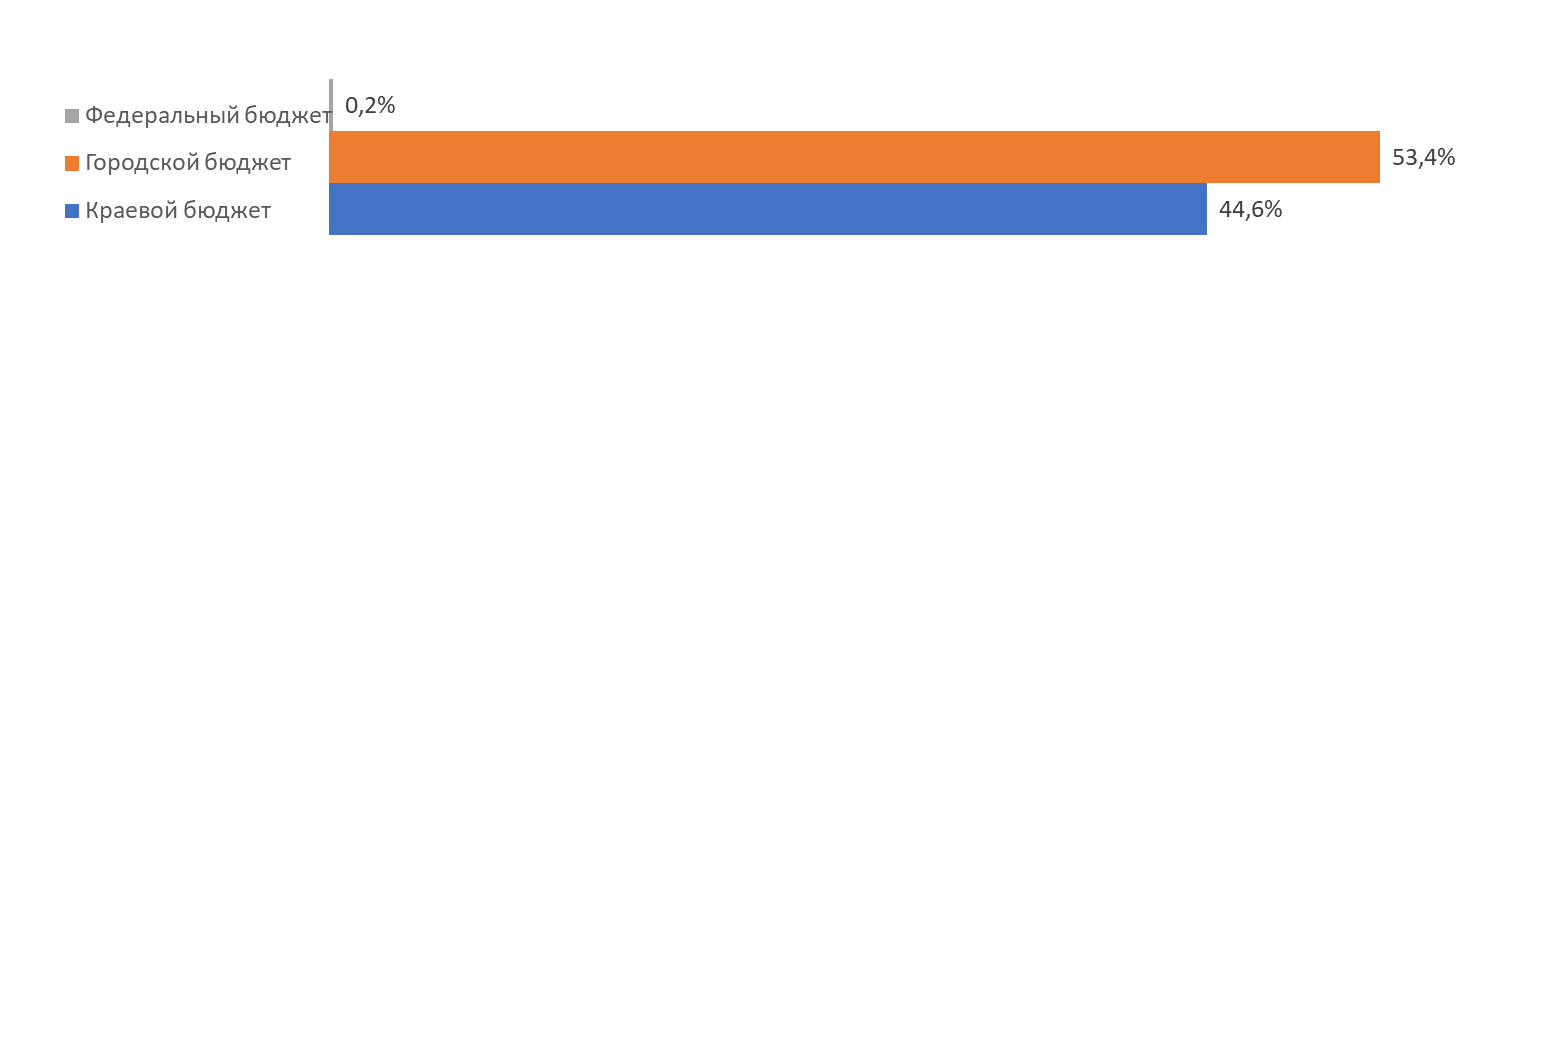 Федеральный бюджет 0,2%
Городской бюджет 53,4%
Краевой бюджет 44,6%